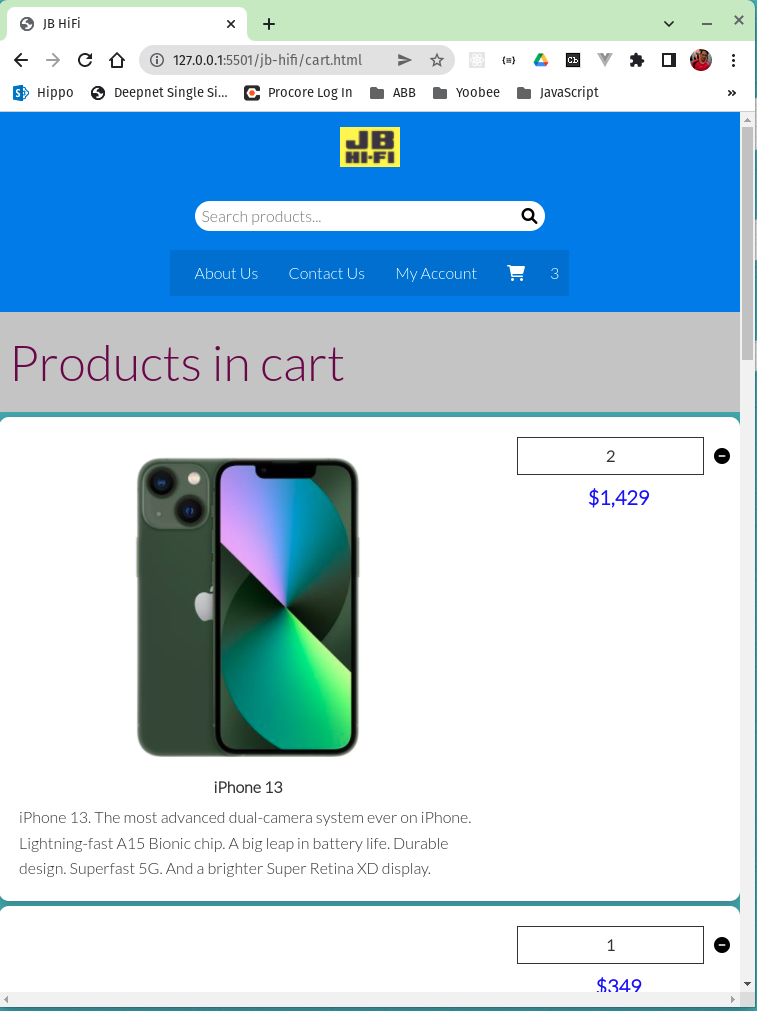 JB HiFi
127.0.0.1:5501/jb-hifi/cart.html
Hippo
Deepnet Single Si...
Procore Log In
ABB
Yoobee
JavaScript
»
JB
HI-FI
Search products...
About Us
Contact Us
My Account
3
Products in cart
2
$1,429
iPhone 13
iPhone 13. The most advanced dual-camera system ever on iPhone.
Lightning-fast A15 Bionic chip. A big leap in battery life. Durable
design. Superfast 5G. And a brighter Super Retina XD display.
1
$349